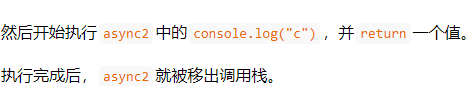 然后开始执行 async2 中的 console.log("c") ，并 return 一个值。
执行完成后， async2 就被移出调用栈。